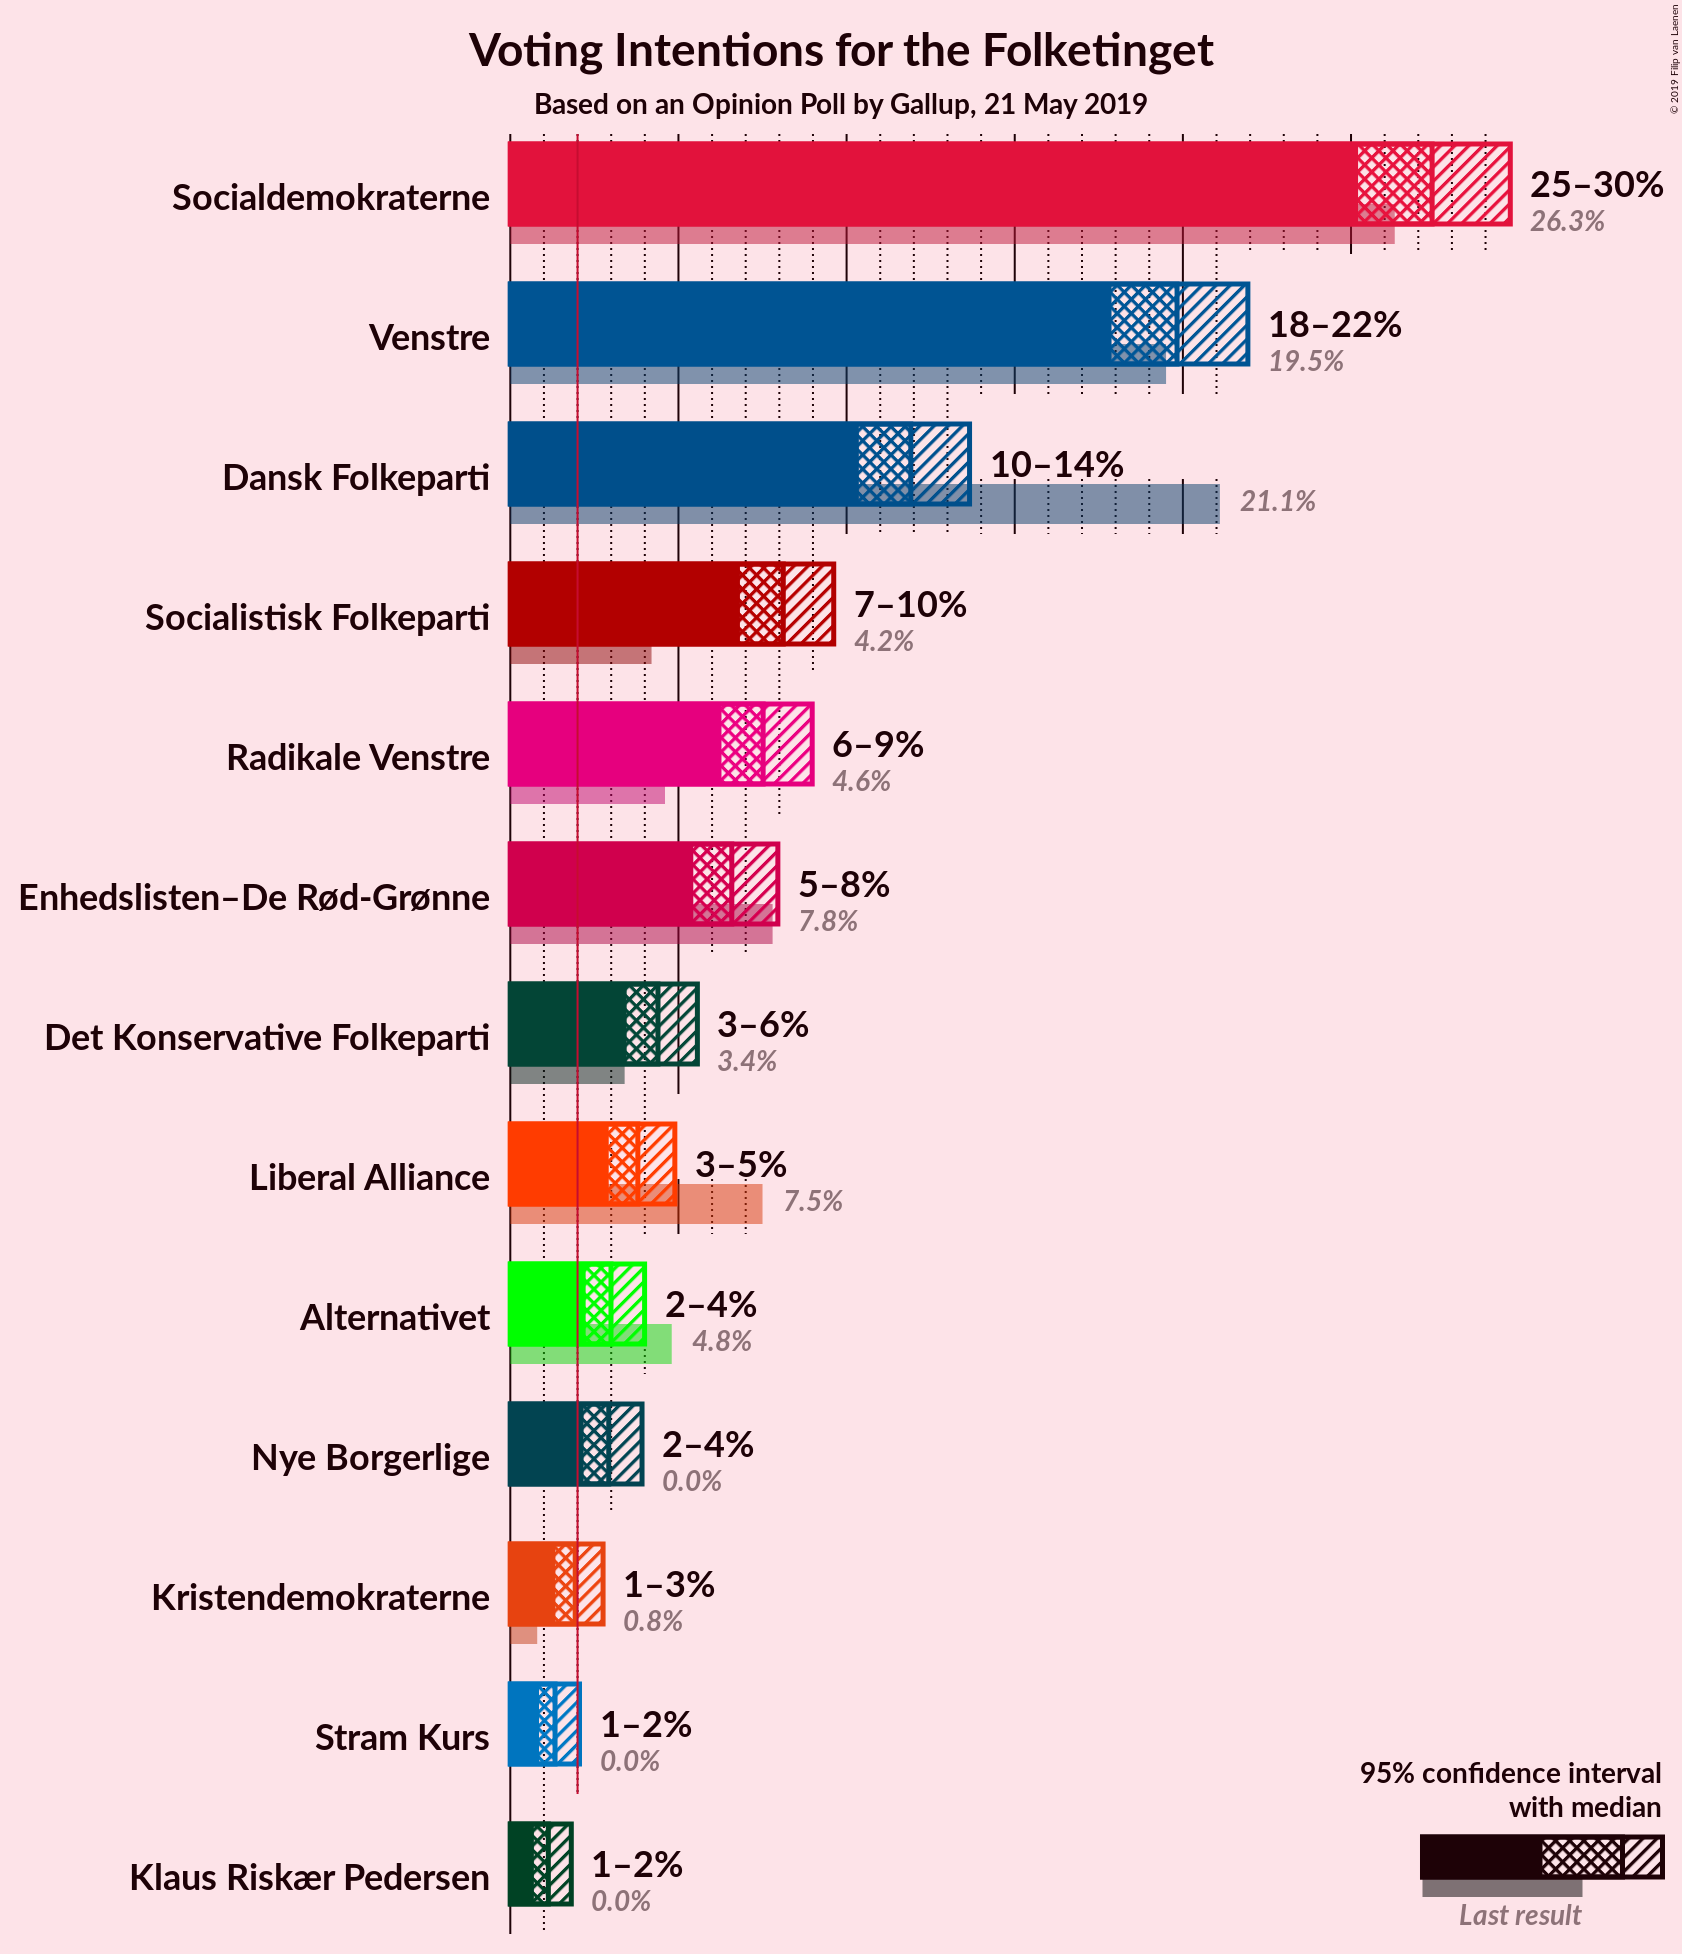 Voting Intentions for the Folketinget
Based on an Opinion Poll by Gallup, 21 May 2019
© 2019 Filip van Laenen
Socialdemokraterne
25–30%
26.3%
Venstre
18–22%
19.5%
Dansk Folkeparti
10–14%
21.1%
Socialistisk Folkeparti
7–10%
4.2%
Radikale Venstre
6–9%
4.6%
Enhedslisten–De Rød-Grønne
5–8%
7.8%
Det Konservative Folkeparti
3–6%
3.4%
Liberal Alliance
3–5%
7.5%
Alternativet
2–4%
4.8%
Nye Borgerlige
2–4%
0.0%
Kristendemokraterne
1–3%
0.8%
Stram Kurs
1–2%
0.0%
Klaus Riskær Pedersen
1–2%
0.0%
95% confidence interval
with median
Last result